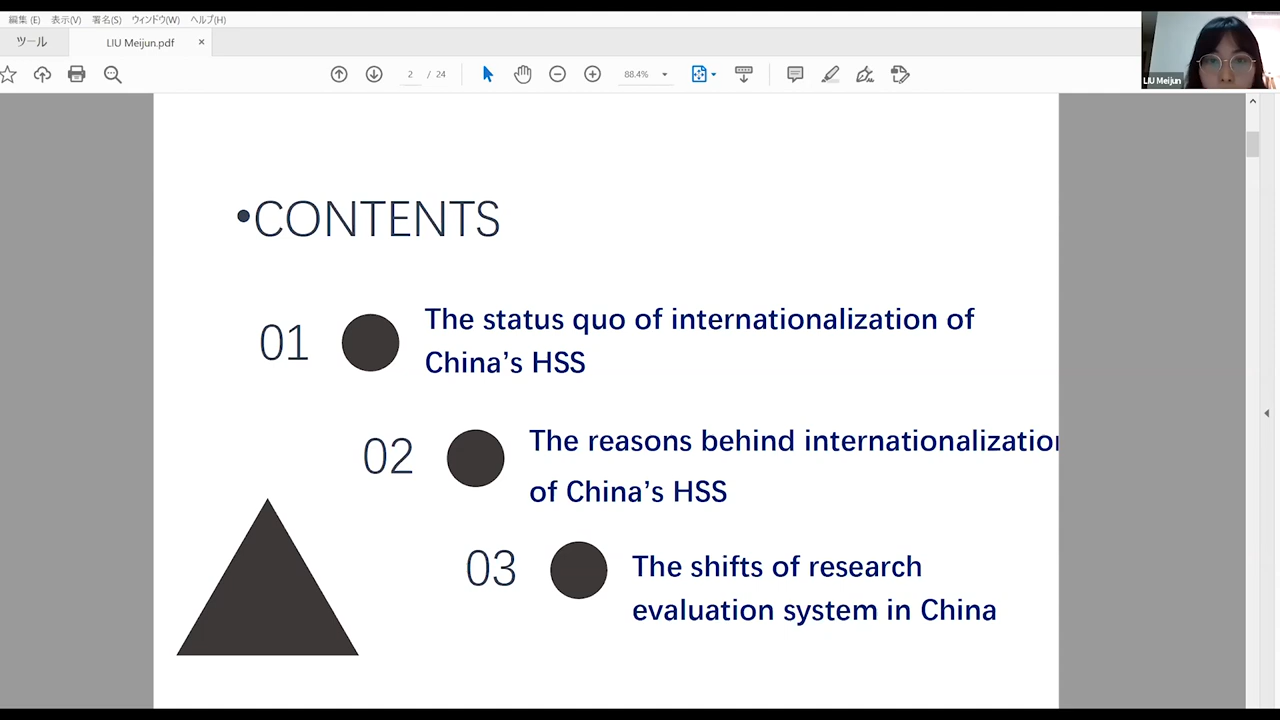 編集 (E) 表示(V) 署名(S) ウィンドウ(W) ヘルプ(H)
ツール LIU Meijun.pdf ×
2 / 24 88.4%
LIU Meijun
•CONTENTS
01 The status quo of internationalization of
China's HSS
02 The reasons behind internationalization
of China's HSS
03 The shifts of research
evaluation system in China